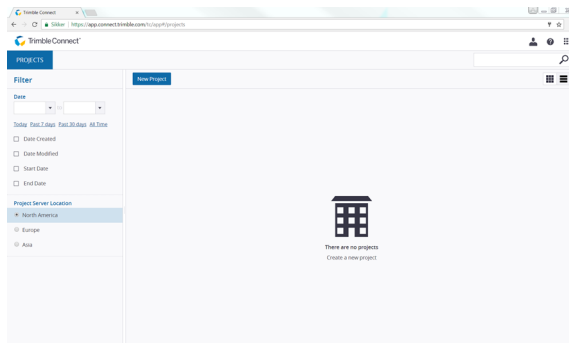 Trimble Connect
Sikker https://app.connect.trimble.com/tc/app#/projects
Trimble Connect
PROJECTS
Filter
New Project
Date
to
Today Past 7 days Past 30 days All Time
Date Created
Date Modified
Start Date
End Date
Project Server Location
North America
Europe
Asia
There are no projects
Create a new project